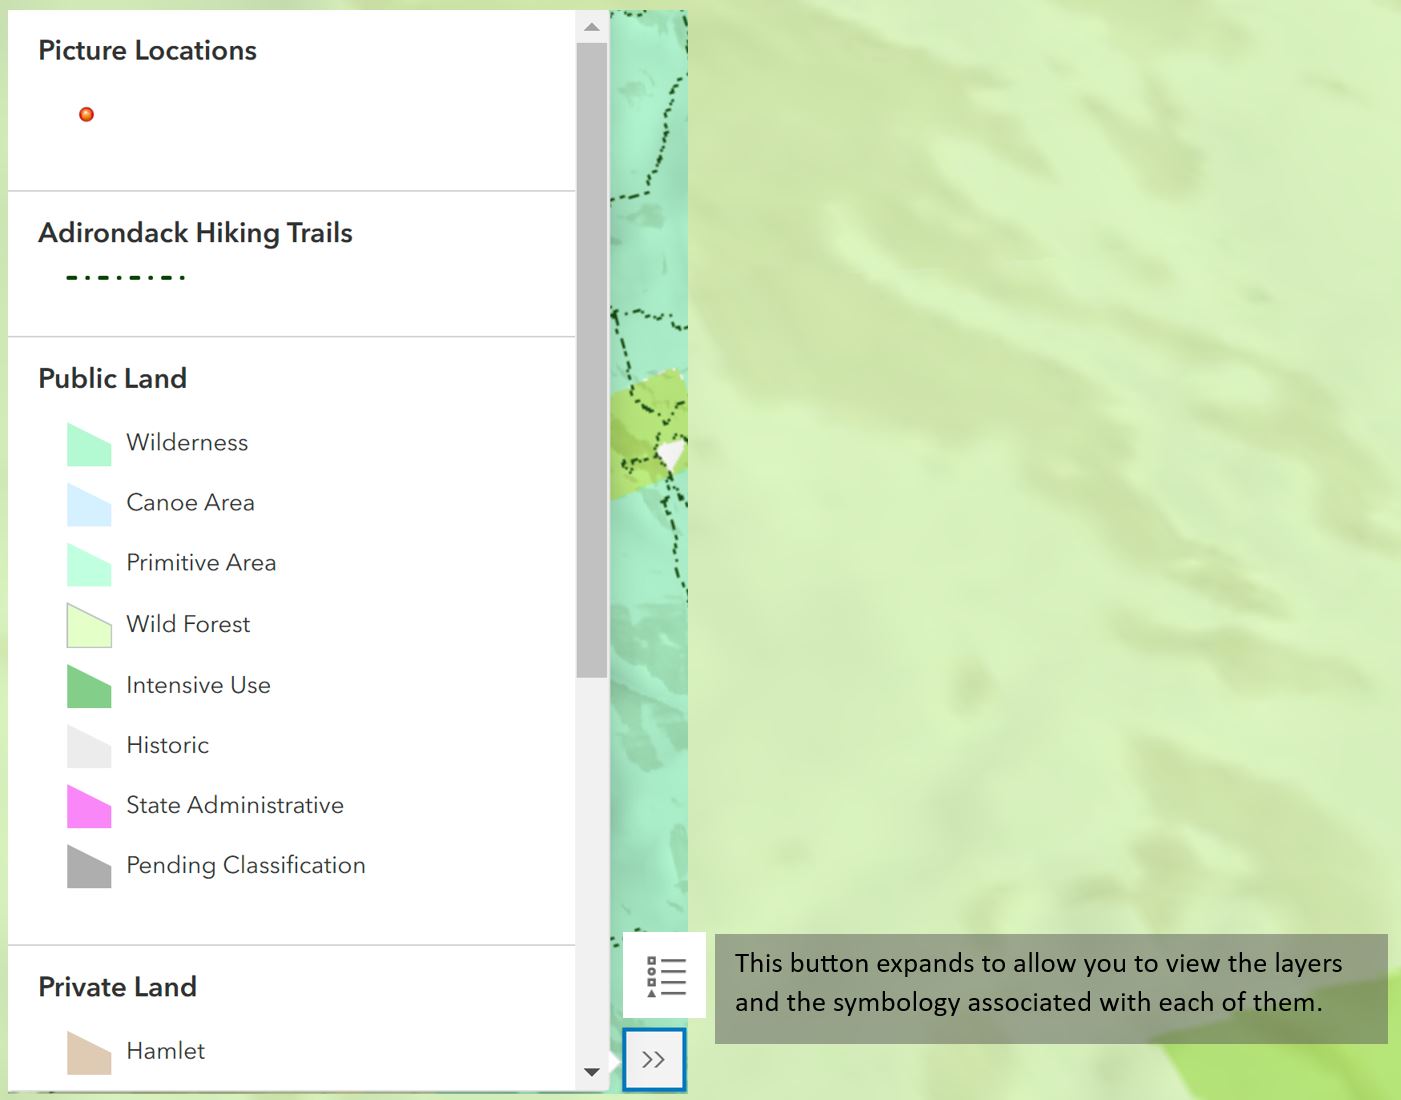 Picture Locations
Adirondack Hiking Trails
Public Land
Wilderness
Canoe Area
Primitive Area
Wild Forest
Intensive Use
Historic
State Administrative
Pending Classification
Private Land
Hamlet
This button expands to allow you to view the layers
and the symbology associated with each of them.